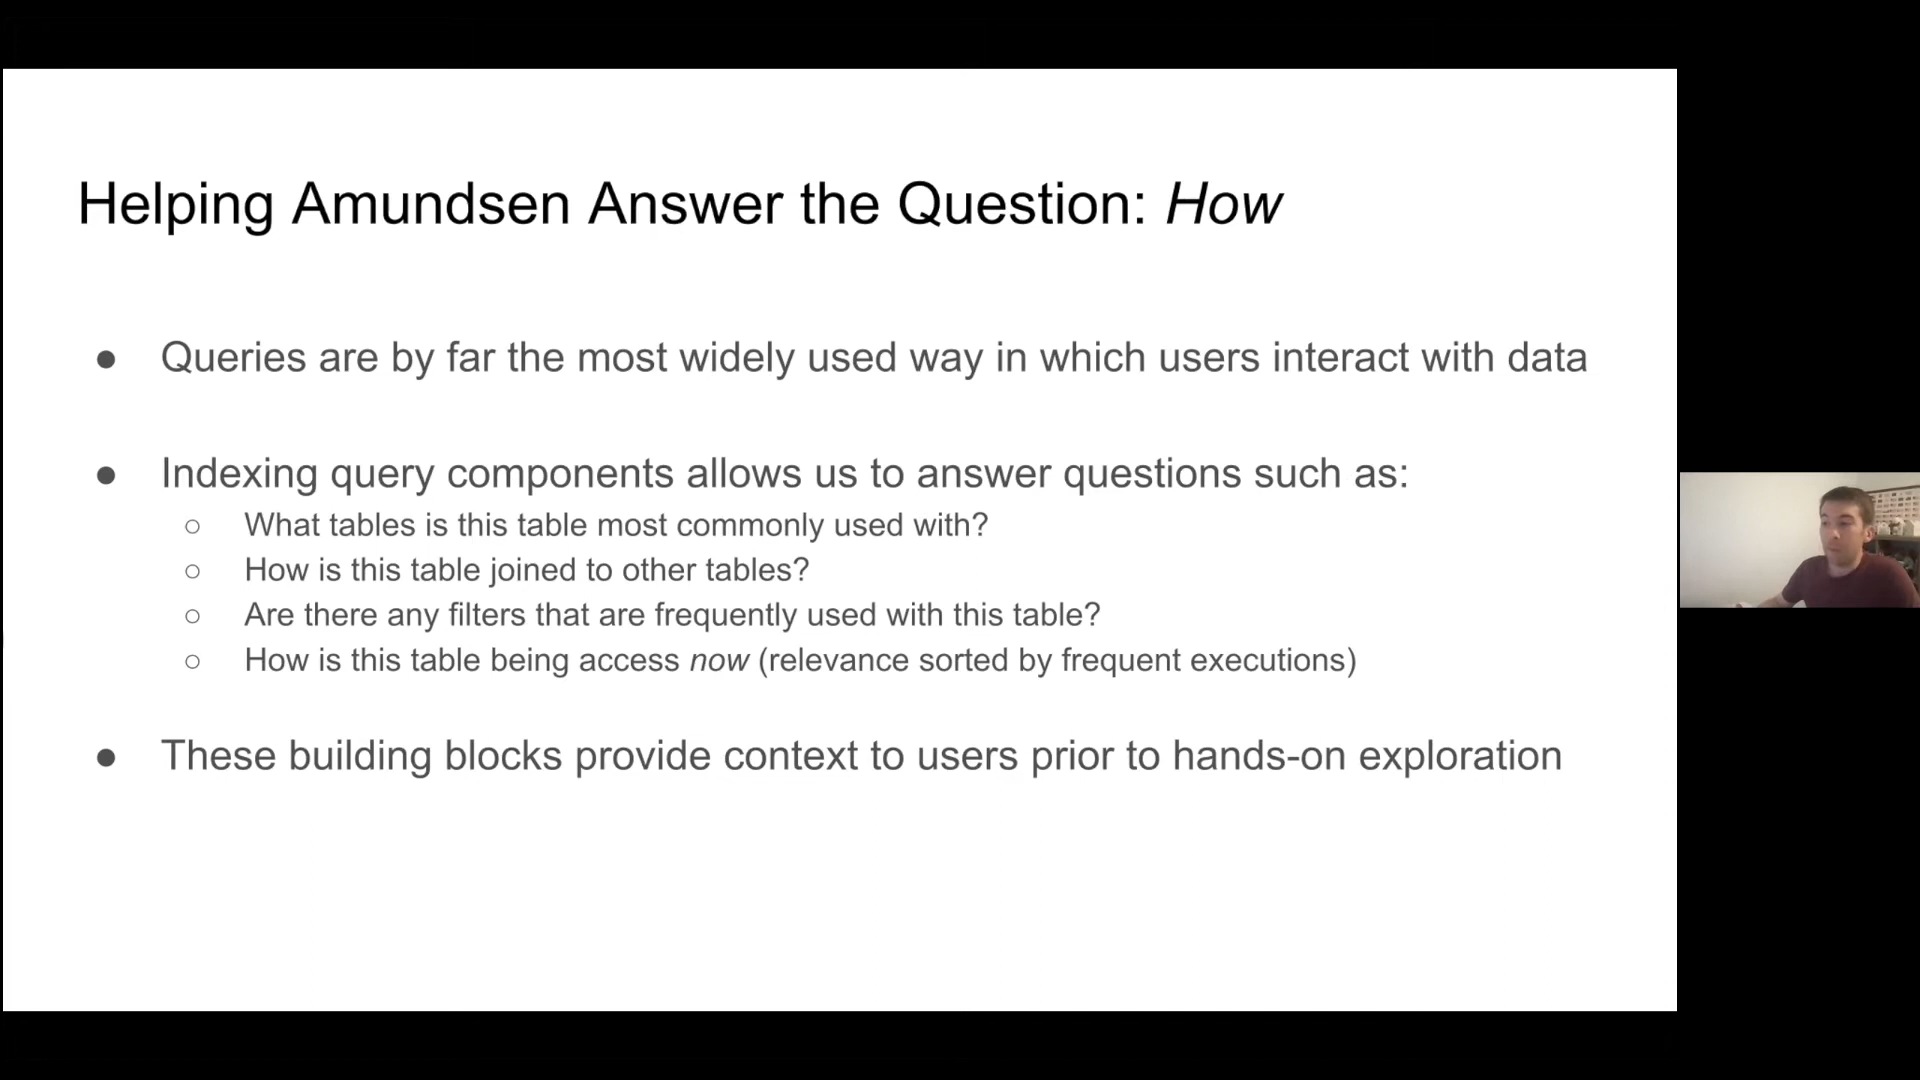 Helping Amundsen Answer the Question: How
● Queries are by far the most widely used way in which users interact with data
● Indexing query components allows us to answer questions such as:
○ What tables is this table most commonly used with?
○ How is this table joined to other tables?
○ Are there any filters that are frequently used with this table?
○ How is this table being access now (relevance sorted by frequent executions)
● These building blocks provide context to users prior to hands-on exploration